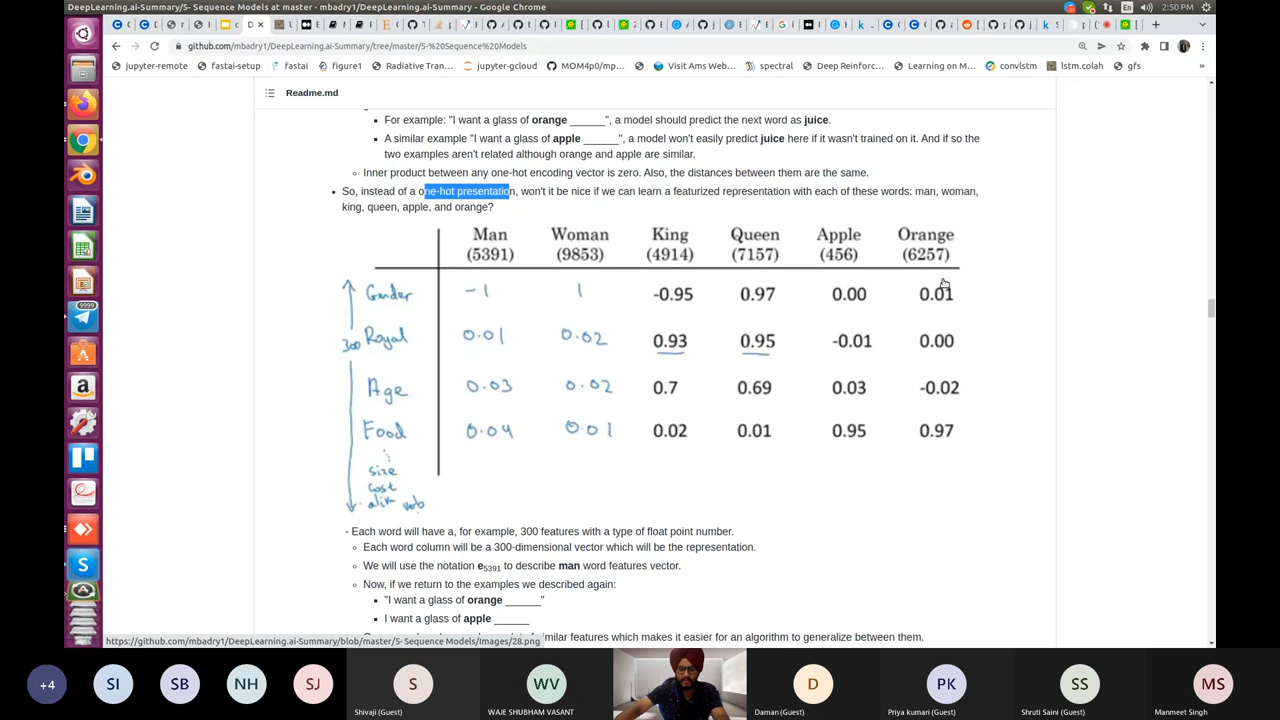 DeepLearning.ai-Summary/5- Sequence Models at master · mbadry1/DeepLearning.ai-Summary - Google Chrome
2:50 PM
github.com/mbadry1/DeepLearning.ai-Summary/tree/master/5-%20Sequence%20Models
jupyter-remote fastai-setup fastai figure1 Radiative Tran... jupyter-gcloud MOM4p0/mp... Visit Ams Web... spectral Deep Reinforc... Learning on M... convlstm lstm.colah gfs
Readme.md
For example: "I want a glass of orange ______", a model should predict the next word as juice.
A similar example "I want a glass of apple ______", a model won't easily predict juice here if it wasn't trained on it. And if so the
two examples aren't related although orange and apple are similar.
Inner product between any one-hot encoding vector is zero. Also, the distances between them are the same.
So, instead of a one-hot presentation, won't it be nice if we can learn a featurized representation with each of these words: man, woman,
king, queen, apple, and orange?
Man Woman King Queen Apple Orange
(5391) (9853) (4914) (7157) (456) (6257)
Gender -1 1 -0.95 0.97 0.00 0.01
300 Royal 0.01 0.02 0.93 0.95 -0.01 0.00
Age 0.03 0.02 0.7 0.69 0.03 -0.02
Food 0.04 0.01 0.02 0.01 0.95 0.97
size
cost
verb
- Each word will have a, for example, 300 features with a type of float point number.
Each word column will be a 300-dimensional vector which will be the representation.
We will use the notation e5391 to describe man word features vector.
Now, if we return to the examples we described again:
"I want a glass of orange ______"
I want a glass of apple ______
similar features which makes it easier for an algorithm to generalize between them.
https://github.com/mbadry1/DeepLearning.ai-Summary/blob/master/5- Sequence Models/Images/28.png
+4 SI SB NH SJ S WV D PK SS MS
Shivaji (Guest) WAJE SHUBHAM VASANT Daman (Guest) Priya kumari (Guest) Shruti Saini (Guest) Manmeet Singh